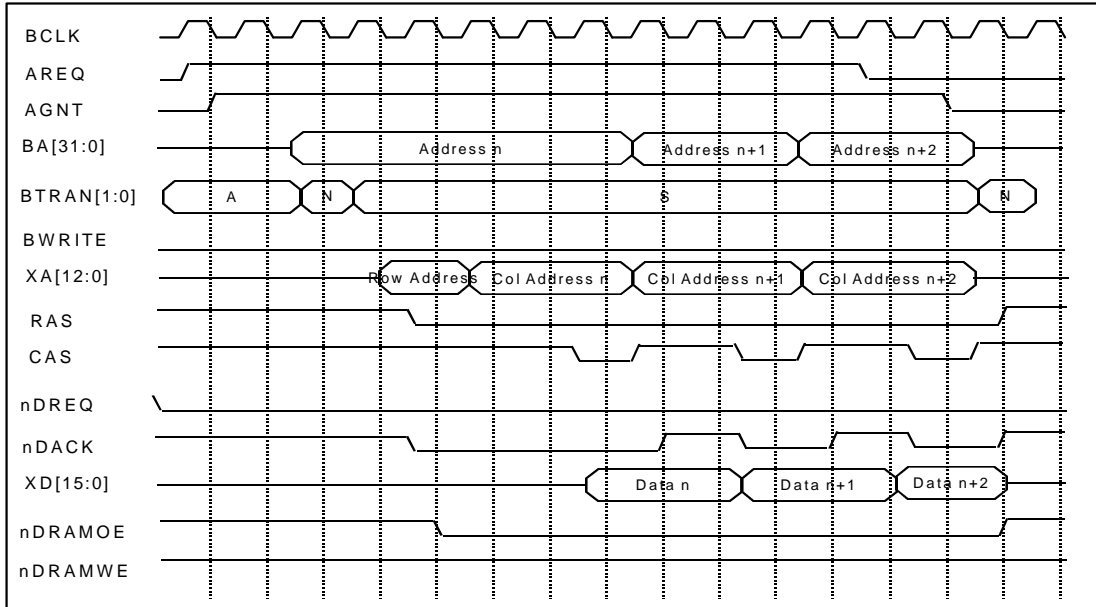 BCLK
AREQ
AGNT
BA[31:0] Address n Address n+1 Address n+2
BTRAN[1:0] A N S N
BWRITE
XA[12:0] Row Address Col Address n Col Address n+1 Col Address n+2
RAS
CAS
nDREQ
nDACK
XD[15:0] Data n Data n+1 Data n+2
nDRAMOE
nDRAMWE